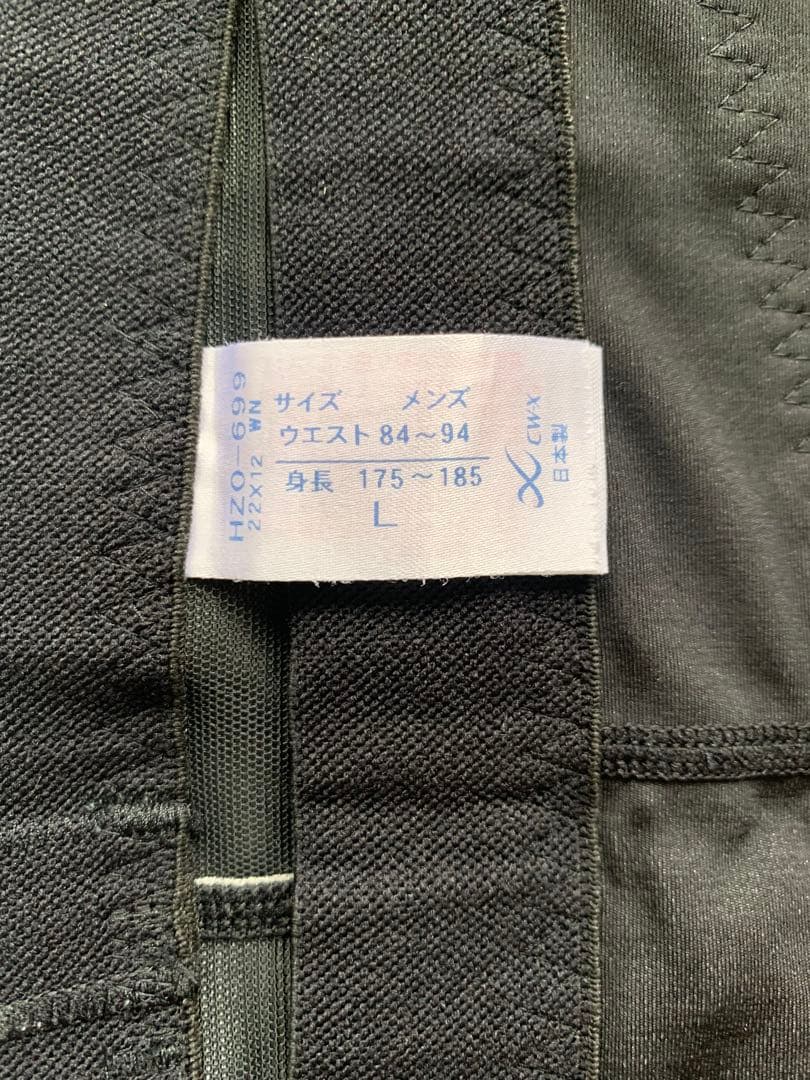 サイズ メンズ
ウエスト 84～94
身長 175～185
L
HZO-699
22X12 WN
CW-X
日本製